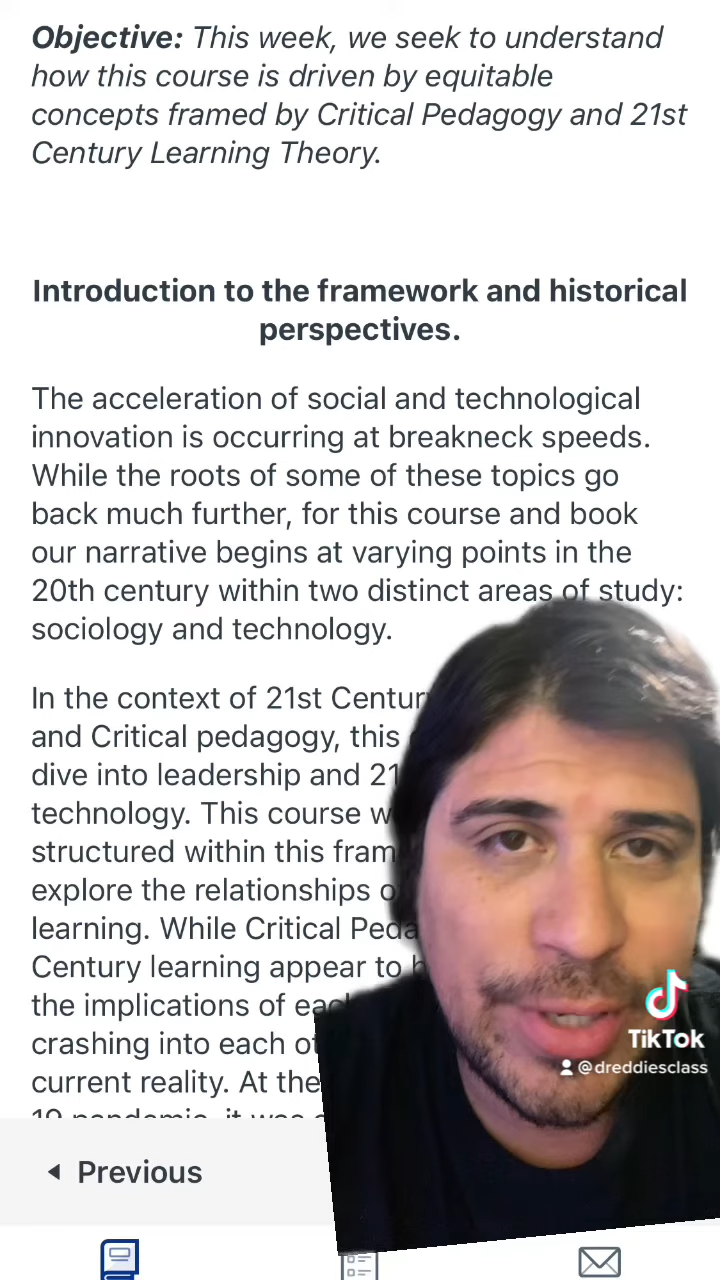 Objective: This week, we seek to understand
how this course is driven by equitable
concepts framed by Critical Pedagogy and 21st
Century Learning Theory.
Introduction to the framework and historical
perspectives.
The acceleration of social and technological
innovation is occurring at breakneck speeds.
While the roots of some of these topics go
back much further, for this course and book
our narrative begins at varying points in the
20th century within two distinct areas of study:
sociology and technology.
In the context of 21st
and Critical pedagogy, this
dive into leadership and
technology. This course
structured within this
explore the relationships
learning. While Critical
Century learning appear to
the implications of
crashing into each
current reality. At the
Previous
TikTok
@dreddiesclass